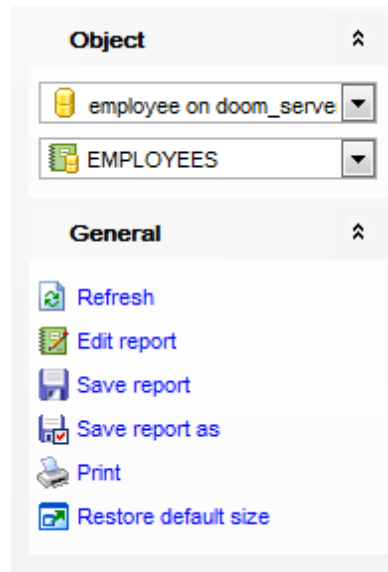 Object
employee on doom_serve
EMPLOYEES
General
Refresh
Edit report
Save report
Save report as
Print
Restore default size